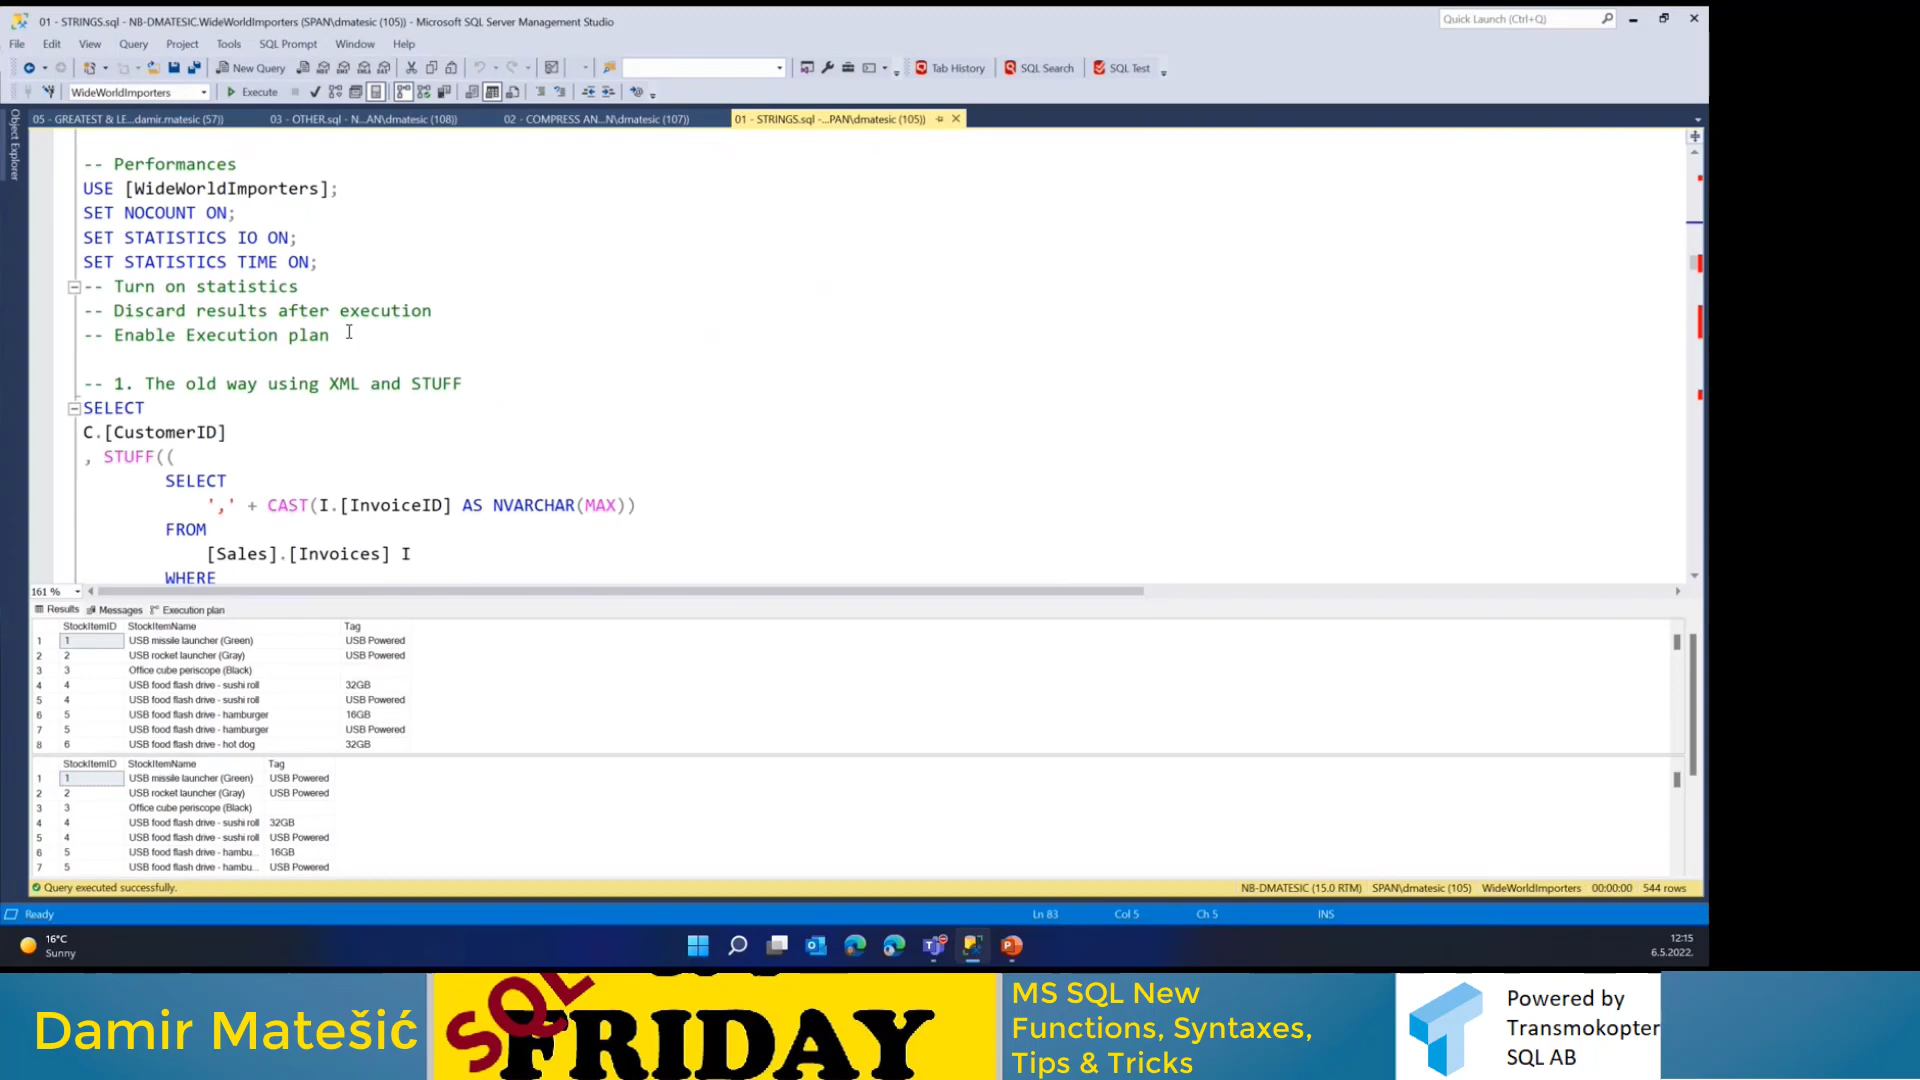 01 - STRINGS.sql - NB-DMATESIC.WideWorldImporters (SPAN\dmatesic (105)) - Microsoft SQL Server Management Studio
Quick Launch (Ctrl+Q)
File Edit View Query Project Tools SQL Prompt Window Help
New Query
Tab History SQL Search SQL Test
WideWorldImporters Execute
Object Explorer
05 - GREATEST & LE...damir.matesic (57)) 03 - OTHER.sql - N...AN\dmatesic (108)) 02 - COMPRESS AN...N\dmatesic (107)) 01 - STRINGS.sql -...PAN\dmatesic (105))
-- Performances
USE [WideWorldImporters];
SET NOCOUNT ON;
SET STATISTICS IO ON;
SET STATISTICS TIME ON;
-- Turn on statistics
-- Discard results after execution
-- Enable Execution plan
-- 1. The old way using XML and STUFF
SELECT
C.[CustomerID]
, STUFF((
SELECT
',' + CAST(I.[InvoiceID] AS NVARCHAR(MAX))
FROM
[Sales].[Invoices] I
WHERE
161 %
Results Messages Execution plan
StockItemID StockItemName Tag
1 1 USB missile launcher (Green) USB Powered
2 2 USB rocket launcher (Gray) USB Powered
3 3 Office cube periscope (Black)
4 4 USB food flash drive - sushi roll 32GB
5 4 USB food flash drive - sushi roll USB Powered
6 5 USB food flash drive - hamburger 16GB
7 5 USB food flash drive - hamburger USB Powered
8 6 USB food flash drive - hot dog 32GB
StockItemID StockItemName Tag
1 1 USB missile launcher (Green) USB Powered
2 2 USB rocket launcher (Gray) USB Powered
3 3 Office cube periscope (Black)
4 4 USB food flash drive - sushi roll 32GB
5 4 USB food flash drive - sushi roll USB Powered
6 5 USB food flash drive - hambu... 16GB
7 5 USB food flash drive - hambu... USB Powered
Query executed successfully. NB-DMATESIC (15.0 RTM) SPAN\dmatesic (105) WideWorldImporters 00:00:00 544 rows
Ready Ln 83 Col 5 Ch 5 INS
16°C
Sunny
12:15
6.5.2022.
Damir Matešić
SQL
FRIDAY
MS SQL New
Functions, Syntaxes,
Tips & Tricks
Powered by
Transmokopter
SQL AB